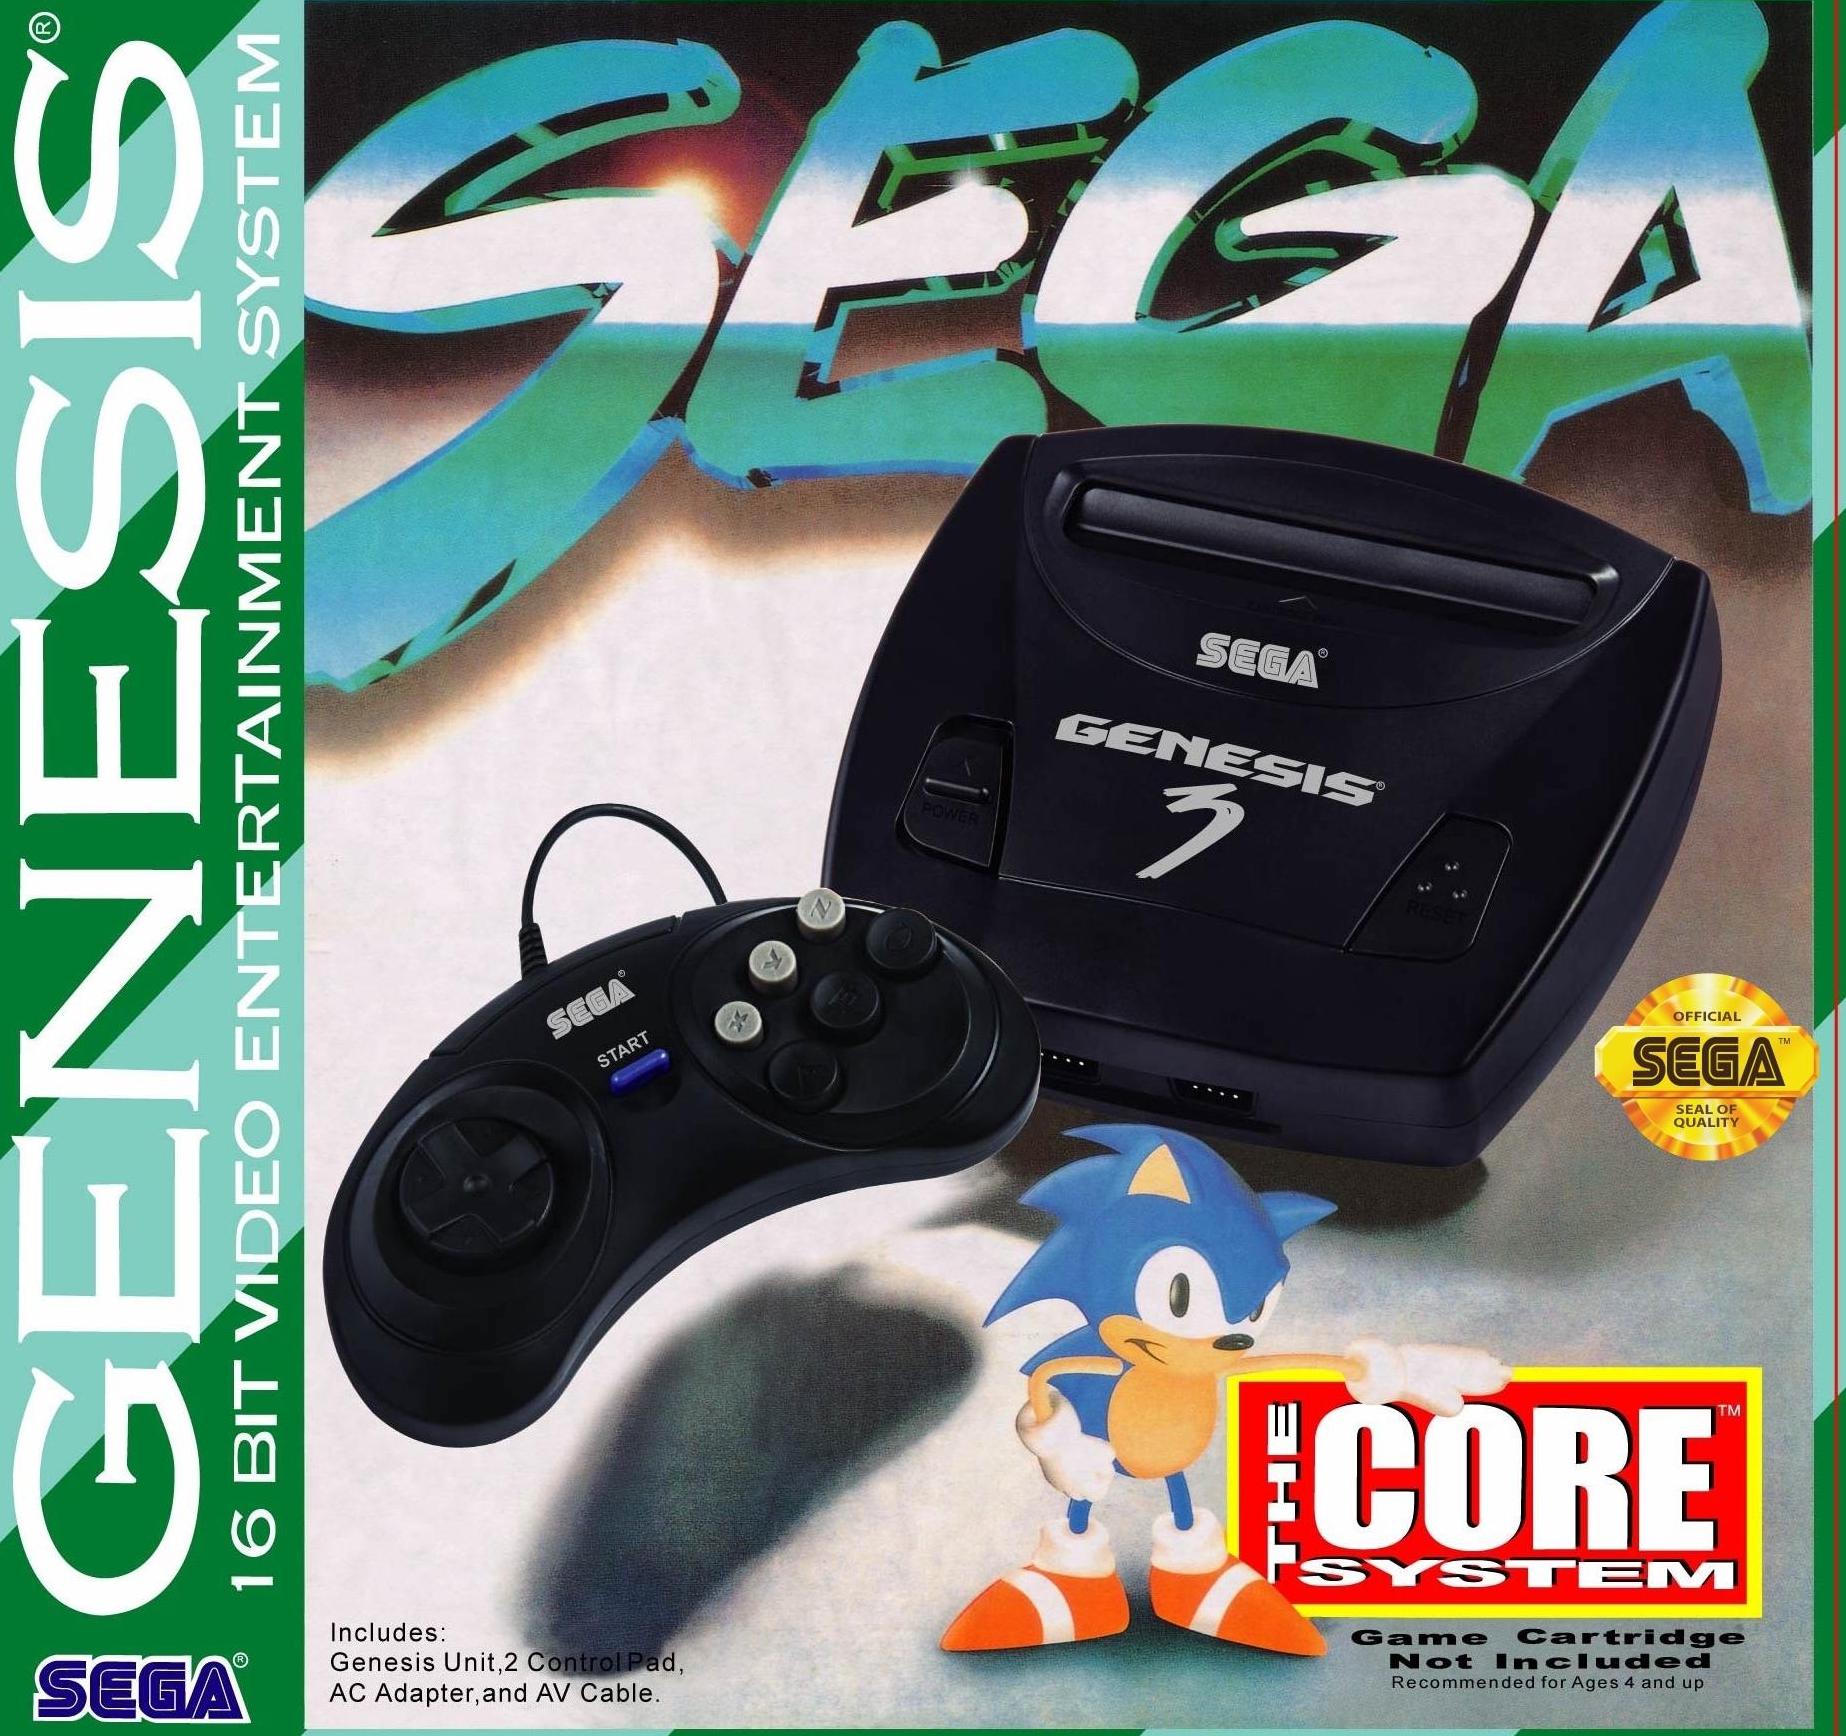 GENESIS®
16 BIT VIDEO ENTERTAINMENT SYSTEM
SEGA®
SEGA
SEGA®
GENESIS®
3
POWER
RESET
SEGA®
START
Z
Y
X
C
B
A
OFFICIAL
SEGA™
SEAL OF
QUALITY
THE
CORE™
SYSTEM
Game Cartridge
Not Included
Recommended for Ages 4 and up
Includes:
Genesis Unit,2 Control Pad,
AC Adapter,and AV Cable.